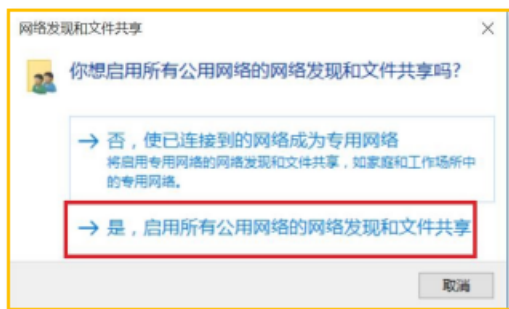 网络发现和文件共享
你想启用所有公用网络的网络发现和文件共享吗?
→ 否，使已连接到的网络成为专用网络
将启用专用网络的网络发现和文件共享，如家庭和工作场所中
的专用网络。
→ 是，启用所有公用网络的网络发现和文件共享
取消